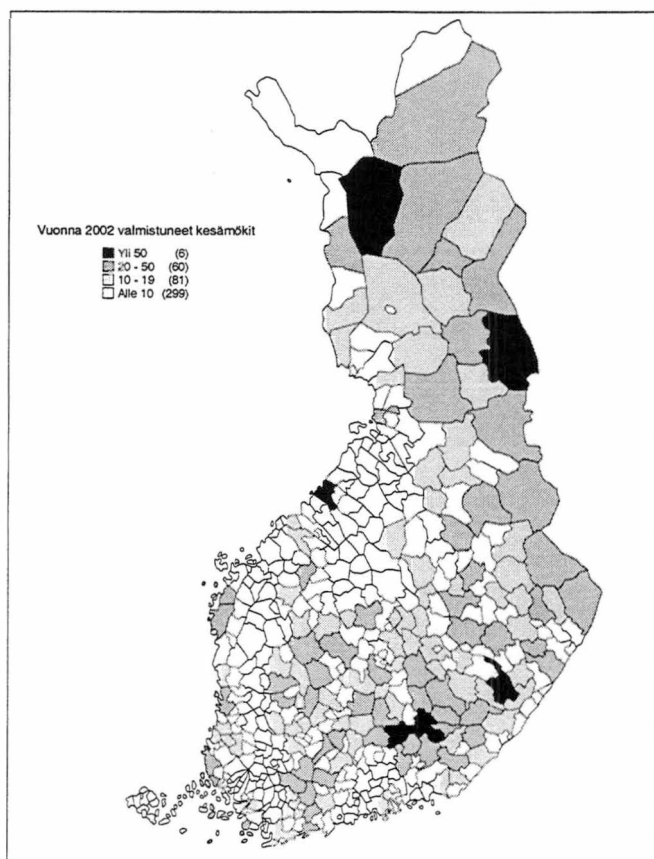 Vuonna 2002 valmistuneet kesämökit
Yli 50 (6)
20 - 50 (60)
10 - 19 (81)
Alle 10 (299)